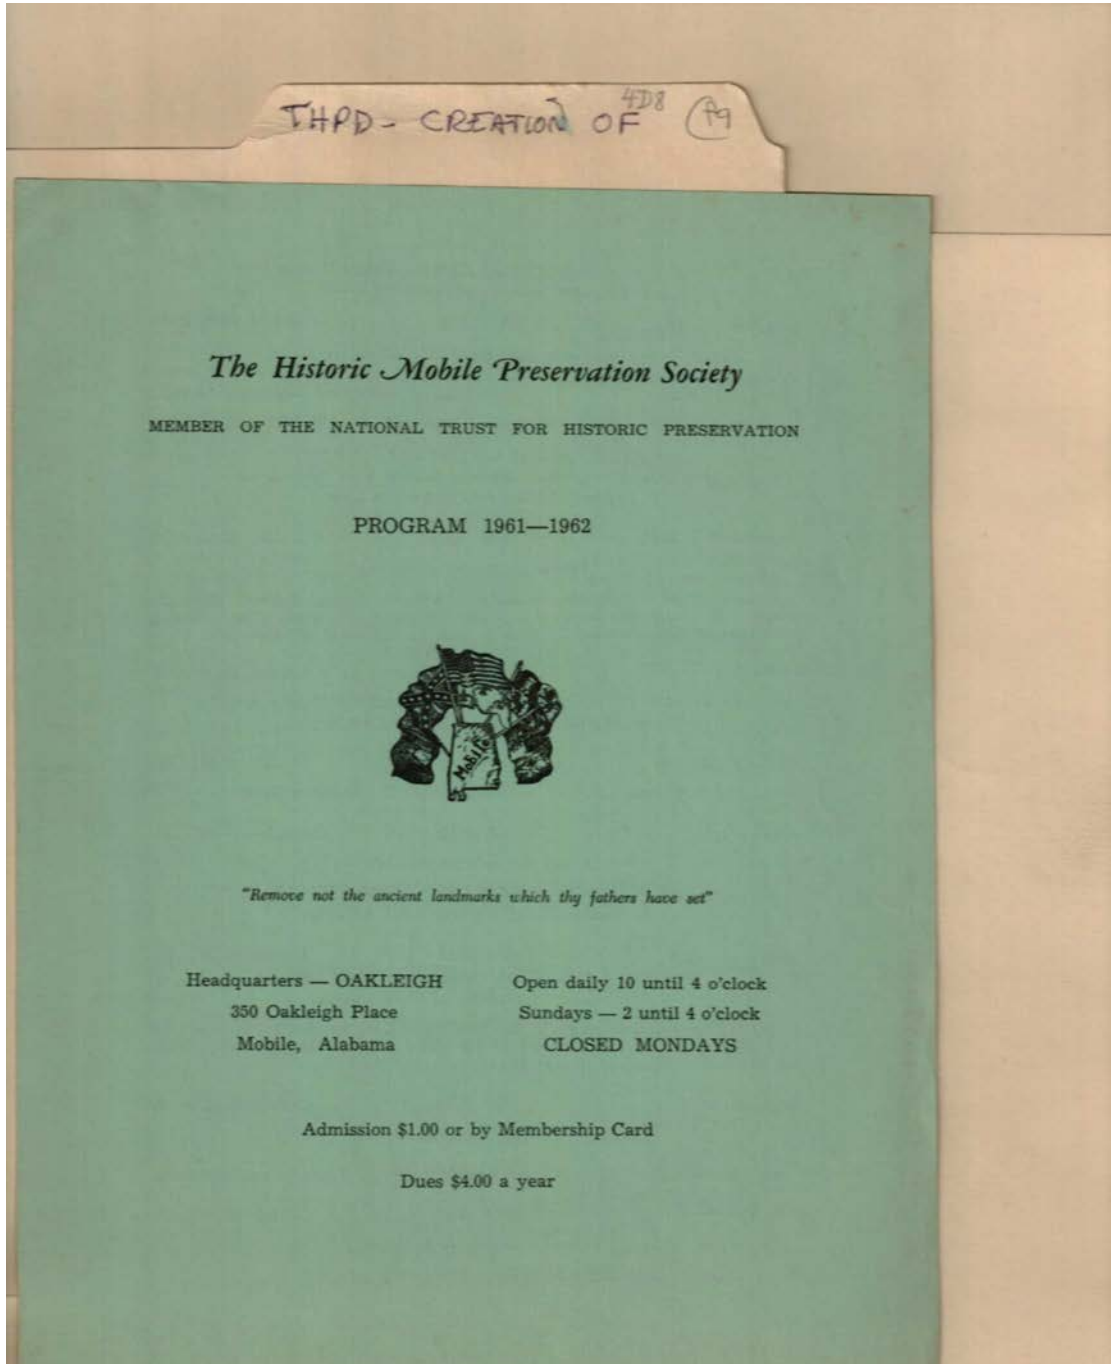 THPD - CREATION OF 4D8
The Historic Mobile Preservation Society
MEMBER OF THE NATIONAL TRUST FOR HISTORIC PRESERVATION
PROGRAM 1961—1962
Mobile
"Remove not the ancient landmarks which thy fathers have set"
Headquarters — OAKLEIGH
350 Oakleigh Place
Mobile, Alabama
Open daily 10 until 4 o'clock
Sundays — 2 until 4 o'clock
CLOSED MONDAYS
Admission $1.00 or by Membership Card
Dues $4.00 a year